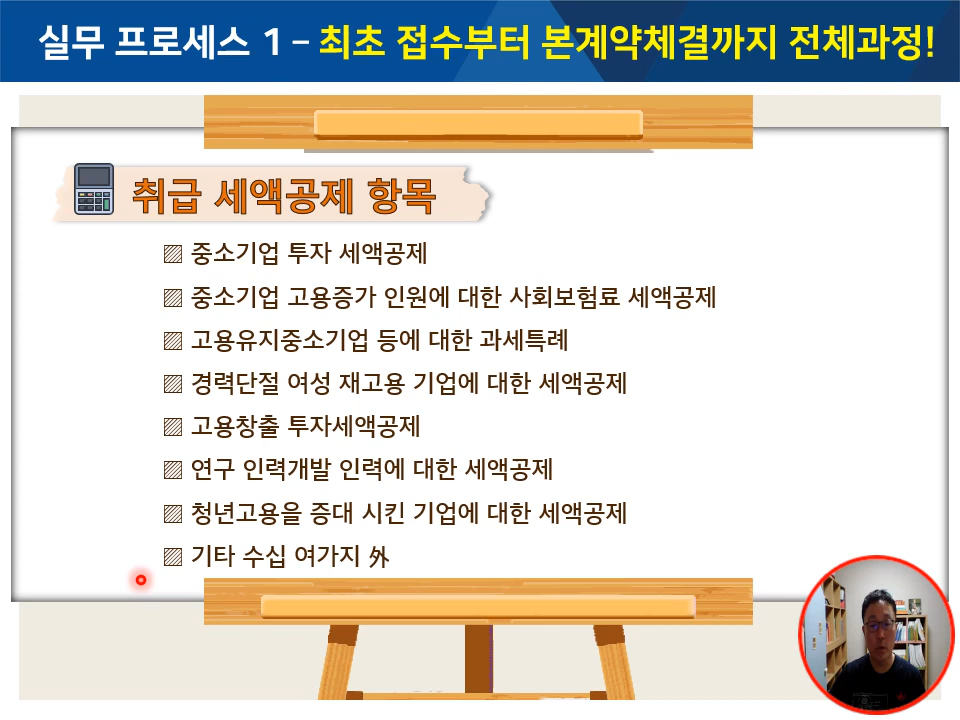 실무 프로세스 1 – 최초 접수부터 본계약체결까지 전체과정!
취급 세액공제 항목
▨ 중소기업 투자 세액공제
▨ 중소기업 고용증가 인원에 대한 사회보험료 세액공제
▨ 고용유지중소기업 등에 대한 과세특례
▨ 경력단절 여성 재고용 기업에 대한 세액공제
▨ 고용창출 투자세액공제
▨ 연구 인력개발 인력에 대한 세액공제
▨ 청년고용을 증대 시킨 기업에 대한 세액공제
▨ 기타 수십 여가지 外